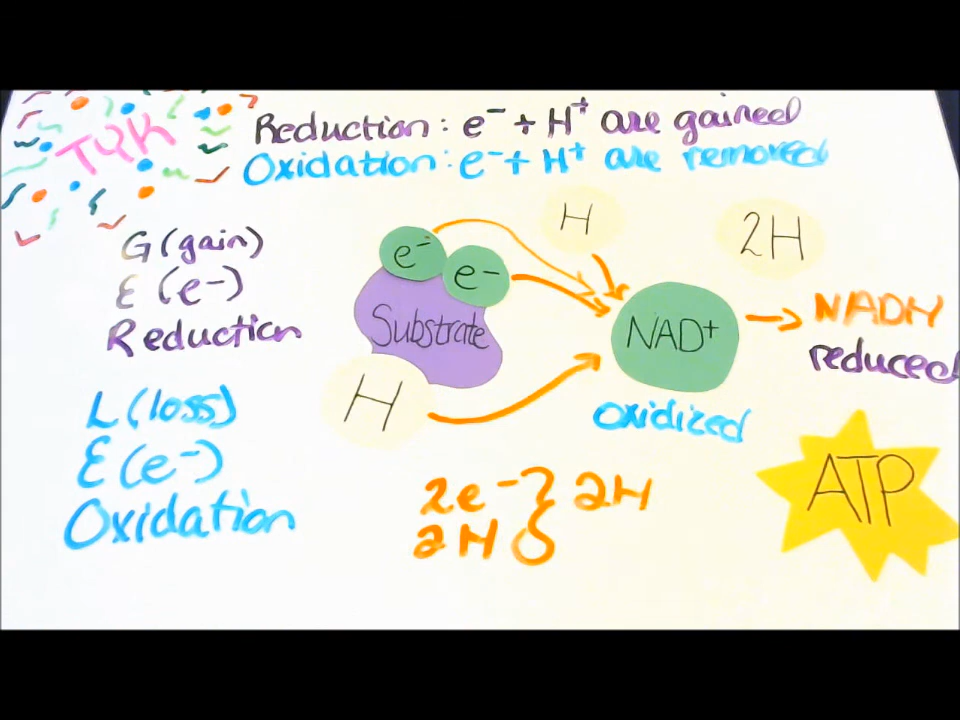 TYK
Reduction: e⁻ + H⁺ are gained
Oxidation: e⁻ + H⁺ are removed
G (gain)
E (e⁻)
Reduction
L (loss)
E (e⁻)
Oxidation
e⁻
e⁻
Substrate
H
H
2H
NAD⁺
oxidized
NADH
reduced
2e⁻ } 2H
2H
ATP